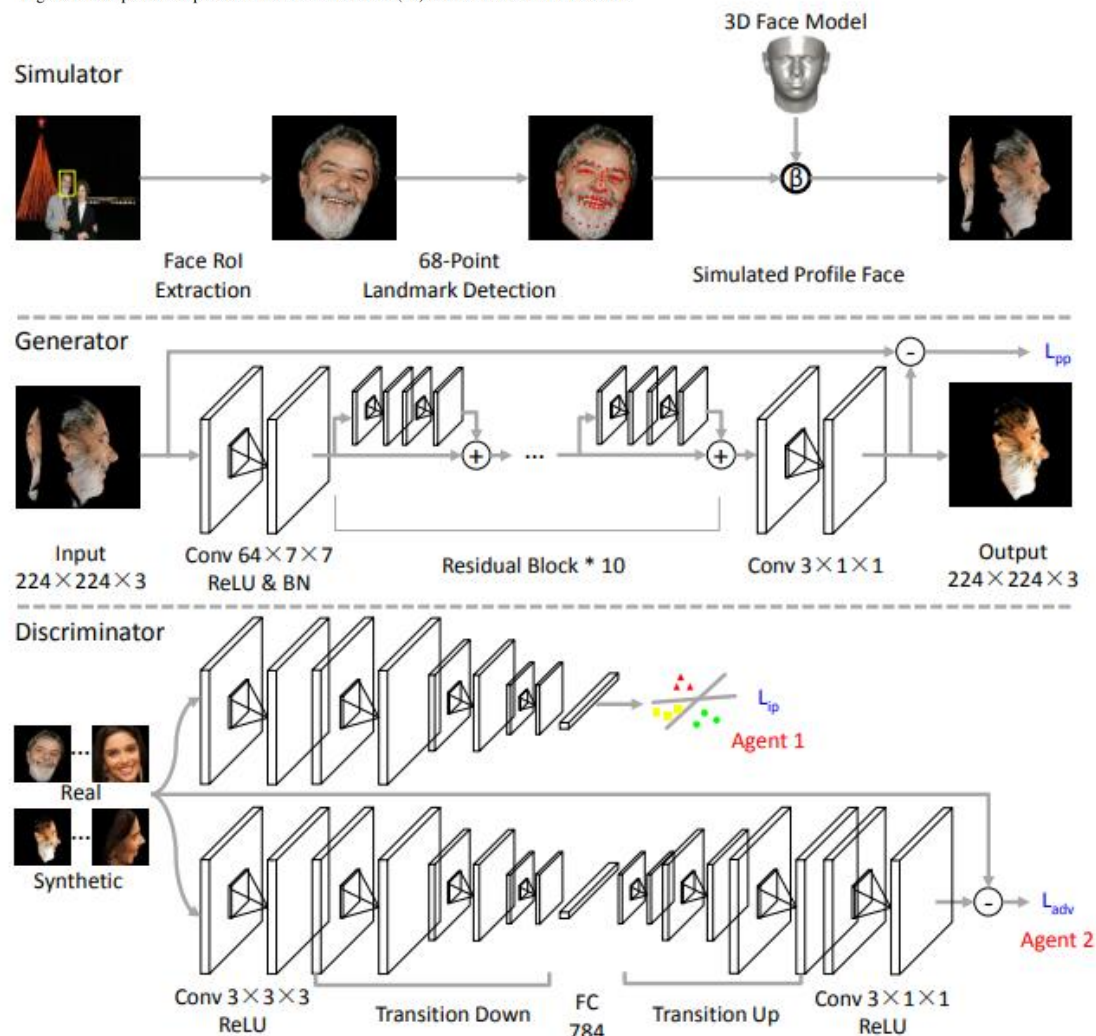 3D Face Model
Simulator
β
Face RoI
Extraction
68-Point
Landmark Detection
Simulated Profile Face
Generator
-
L_pp
+
...
+
Input
224×224×3
Conv 64×7×7
ReLU & BN
Residual Block * 10
Conv 3×1×1
Output
224×224×3
Discriminator
L_ip
Agent 1
...
Real
...
Synthetic
-
L_adv
Agent 2
Conv 3×3×3
ReLU
Transition Down
FC
784
Transition Up
Conv 3×1×1
ReLU